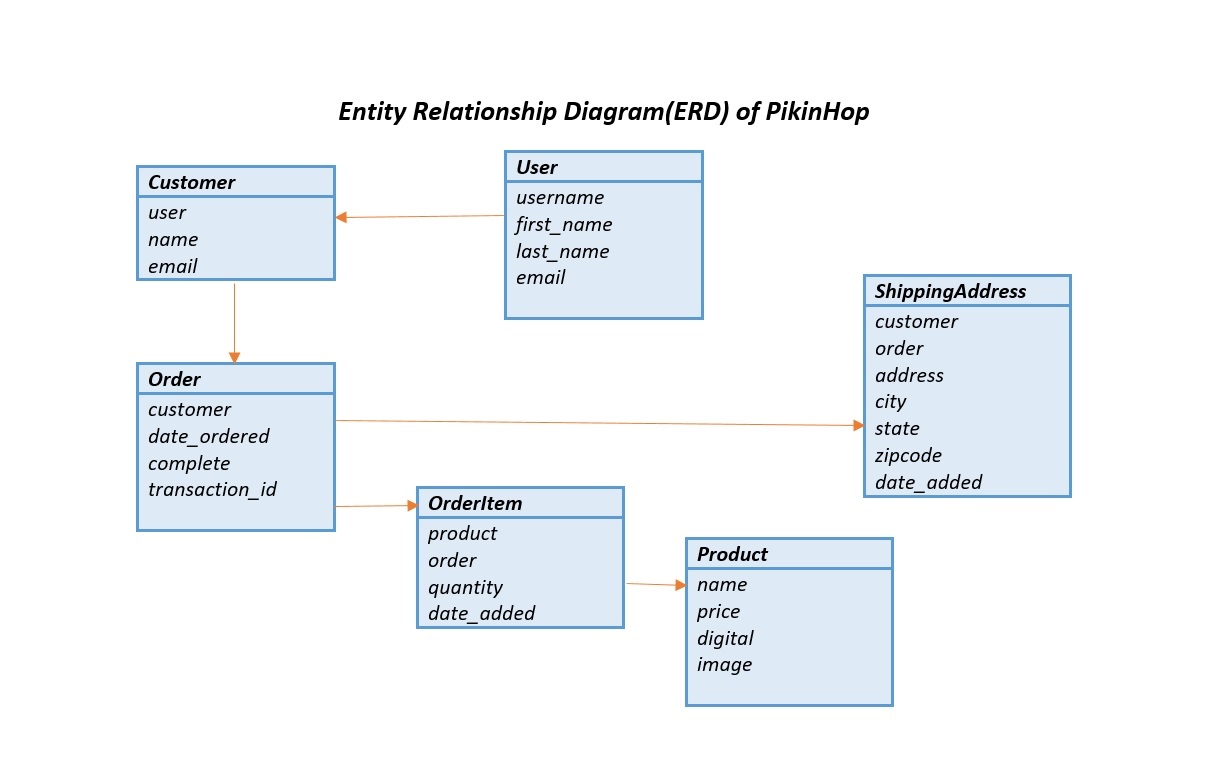 Entity Relationship Diagram(ERD) of PikinHop
Customer
user
name
email
User
username
first_name
last_name
email
ShippingAddress
customer
order
address
city
state
zipcode
date_added
Order
customer
date_ordered
complete
transaction_id
OrderItem
product
order
quantity
date_added
Product
name
price
digital
image